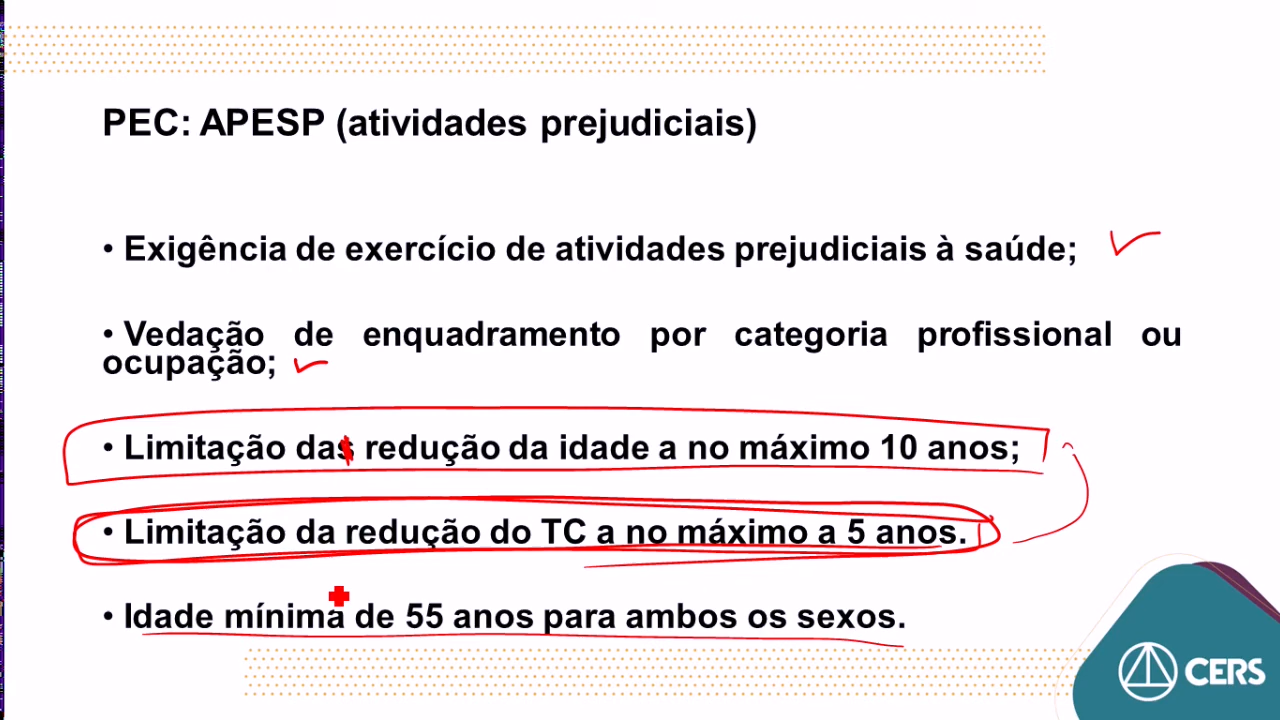 PEC: APESP (atividades prejudiciais)
• Exigência de exercício de atividades prejudiciais à saúde;
• Vedação de enquadramento por categoria profissional ou
ocupação;
• Limitação das redução da idade a no máximo 10 anos;
• Limitação da redução do TC a no máximo a 5 anos.
• Idade mínima de 55 anos para ambos os sexos.
CERS